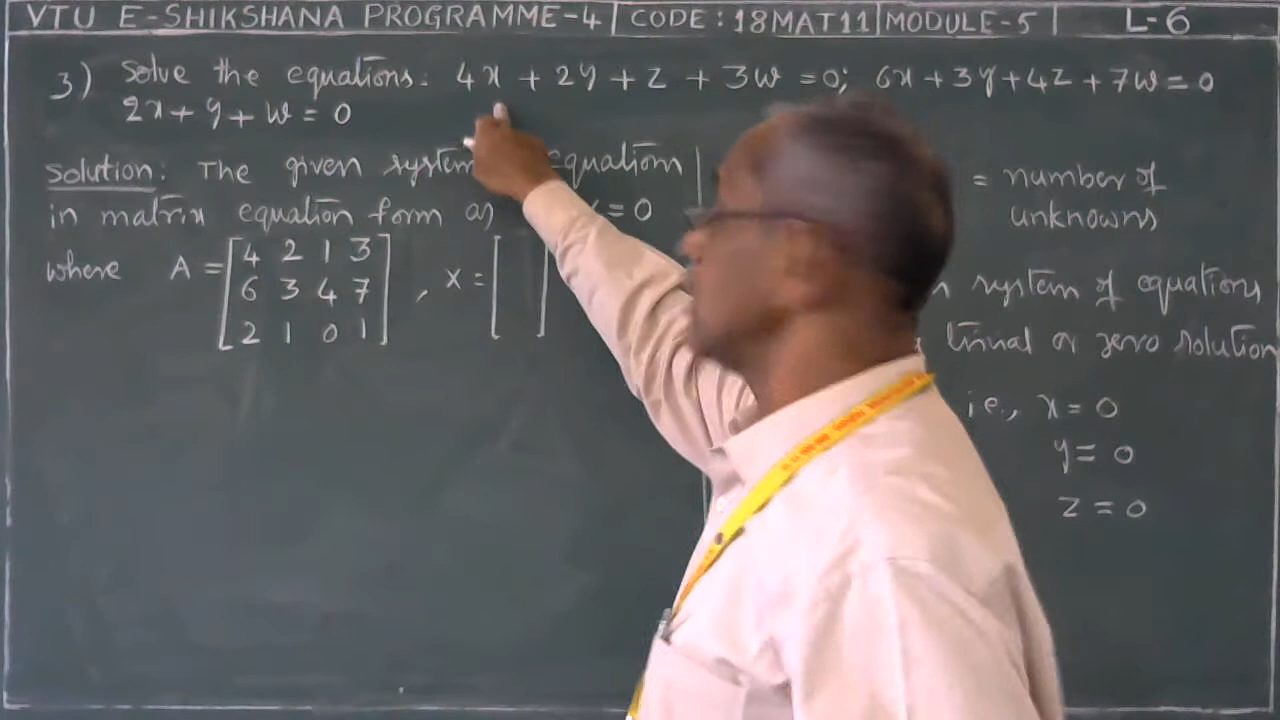 VTU E-SHIKSHANA PROGRAMME-4 | CODE : 18MAT11 | MODULE-5 | L-6
3) Solve the equations: 4x + 2y + z + 3w = 0; 6x + 3y + 4z + 7w = 0
2x + y + w = 0
Solution: The given system equation
in matrix equation form as = 0
where A = [4 2 1 3
6 3 4 7
2 1 0 1] , X = [ ]
= number of
unknowns
system of equations
or zero solution
i.e., x = 0
y = 0
z = 0